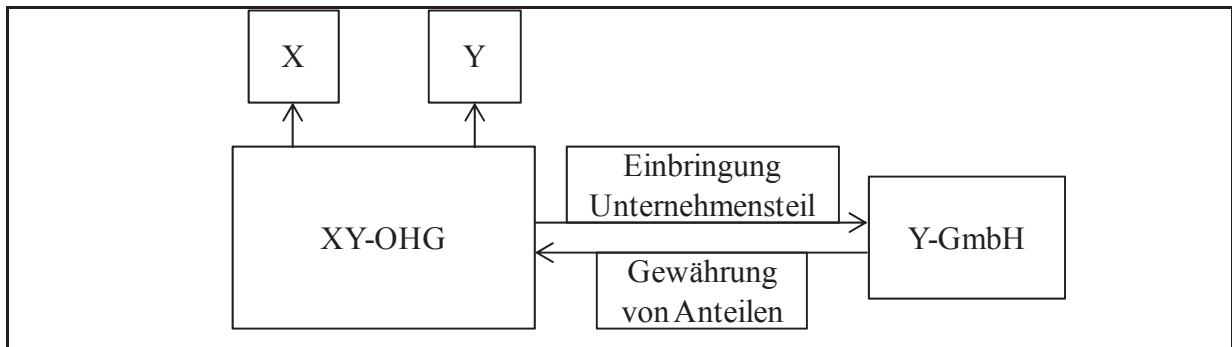 X
Y
Einbringung
Unternehmensteil
XY-OHG
Y-GmbH
Gewährung
von Anteilen